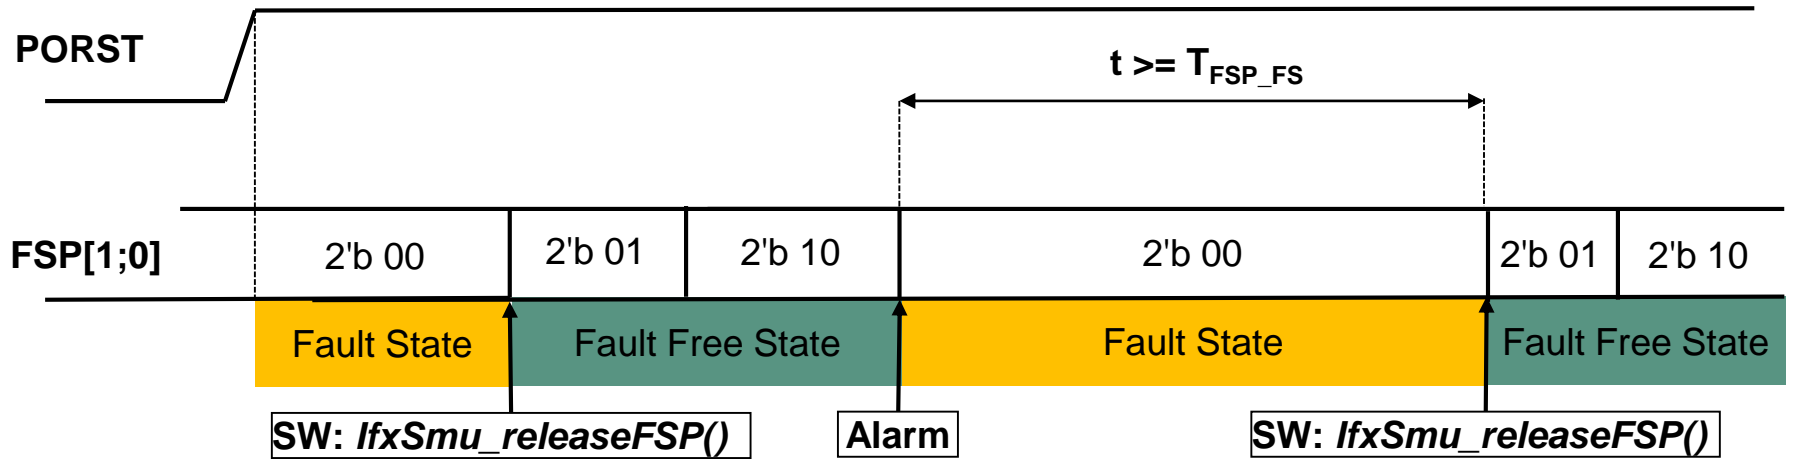 PORST
t >= TFSP_FS
FSP[1;0]
2'b 00
2'b 01
2'b 10
2'b 00
2'b 01
2'b 10
Fault State
Fault Free State
Fault State
Fault Free State
SW: IfxSmu_releaseFSP()
Alarm
SW: IfxSmu_releaseFSP()